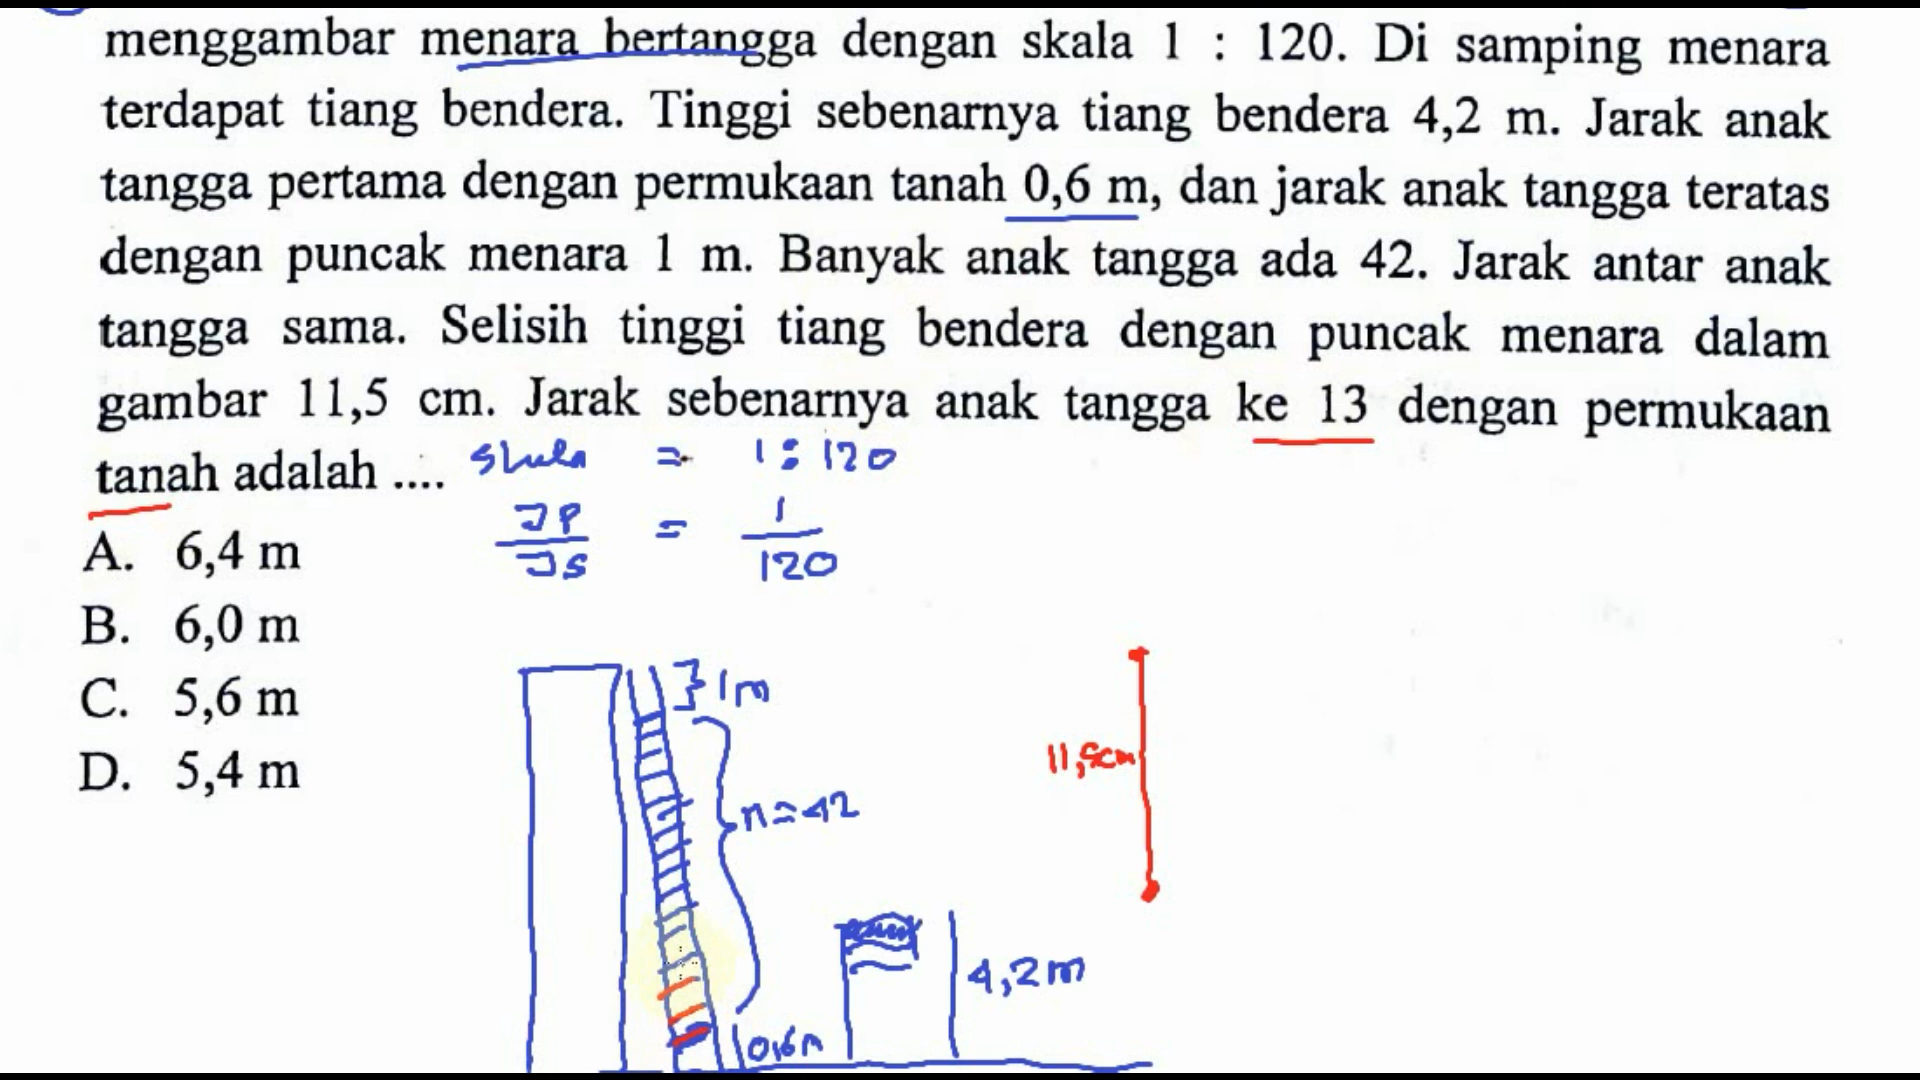 menggambar menara bertangga dengan skala 1 : 120. Di samping menara
terdapat tiang bendera. Tinggi sebenarnya tiang bendera 4,2 m. Jarak anak
tangga pertama dengan permukaan tanah 0,6 m, dan jarak anak tangga teratas
dengan puncak menara 1 m. Banyak anak tangga ada 42. Jarak antar anak
tangga sama. Selisih tinggi tiang bendera dengan puncak menara dalam
gambar 11,5 cm. Jarak sebenarnya anak tangga ke 13 dengan permukaan
tanah adalah .... skala = 1 : 120
JP / JS = 1 / 120
A. 6,4 m
B. 6,0 m
C. 5,6 m
D. 5,4 m
} 1 m
11,5cm
n = 42
4,2 m
0,6 m